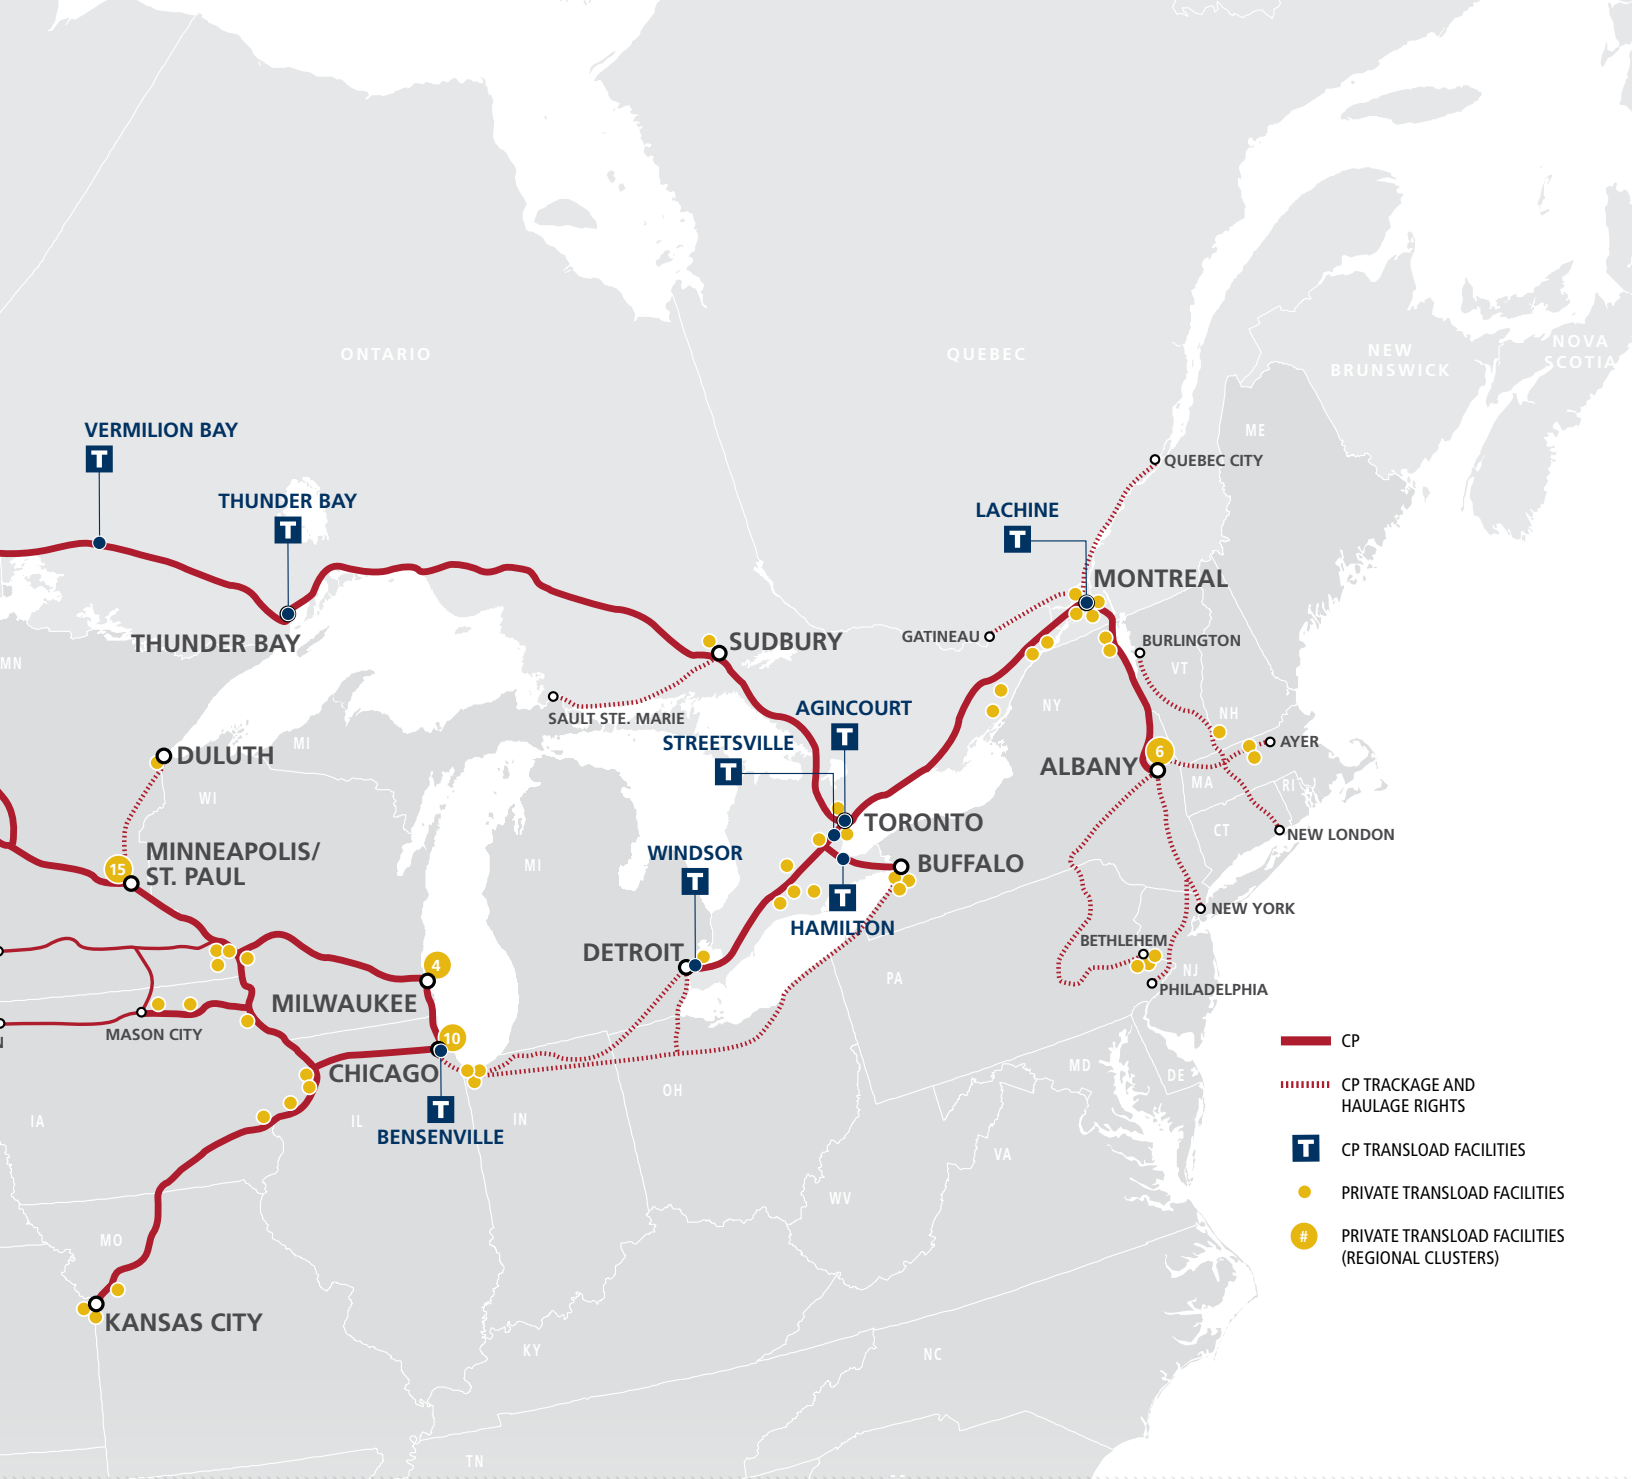 ONTARIO
QUEBEC
NEW
BRUNSWICK
NOVA
SCOTIA
VERMILION BAY
T
THUNDER BAY
T
THUNDER BAY
ME
QUEBEC CITY
LACHINE
T
MONTREAL
GATINEAU
BURLINGTON
VT
SUDBURY
MN
SAULT STE. MARIE
AGINCOURT
T
STREETSVILLE
T
NY
NH
AYER
DULUTH
MI
WI
ALBANY
6
MA
RI
CT
NEW LONDON
TORONTO
MINNEAPOLIS/
ST. PAUL
15
MI
WINDSOR
T
BUFFALO
T
HAMILTON
NEW YORK
BETHLEHEM
NJ
PHILADELPHIA
DETROIT
PA
4
MILWAUKEE
MASON CITY
N
10
CHICAGO
T
BENSENVILLE
IA
IL
IN
OH
MD
DE
VA
WV
MO
KANSAS CITY
KY
NC
TN
CP
CP TRACKAGE AND
HAULAGE RIGHTS
T
CP TRANSLOAD FACILITIES
PRIVATE TRANSLOAD FACILITIES
#
PRIVATE TRANSLOAD FACILITIES
(REGIONAL CLUSTERS)